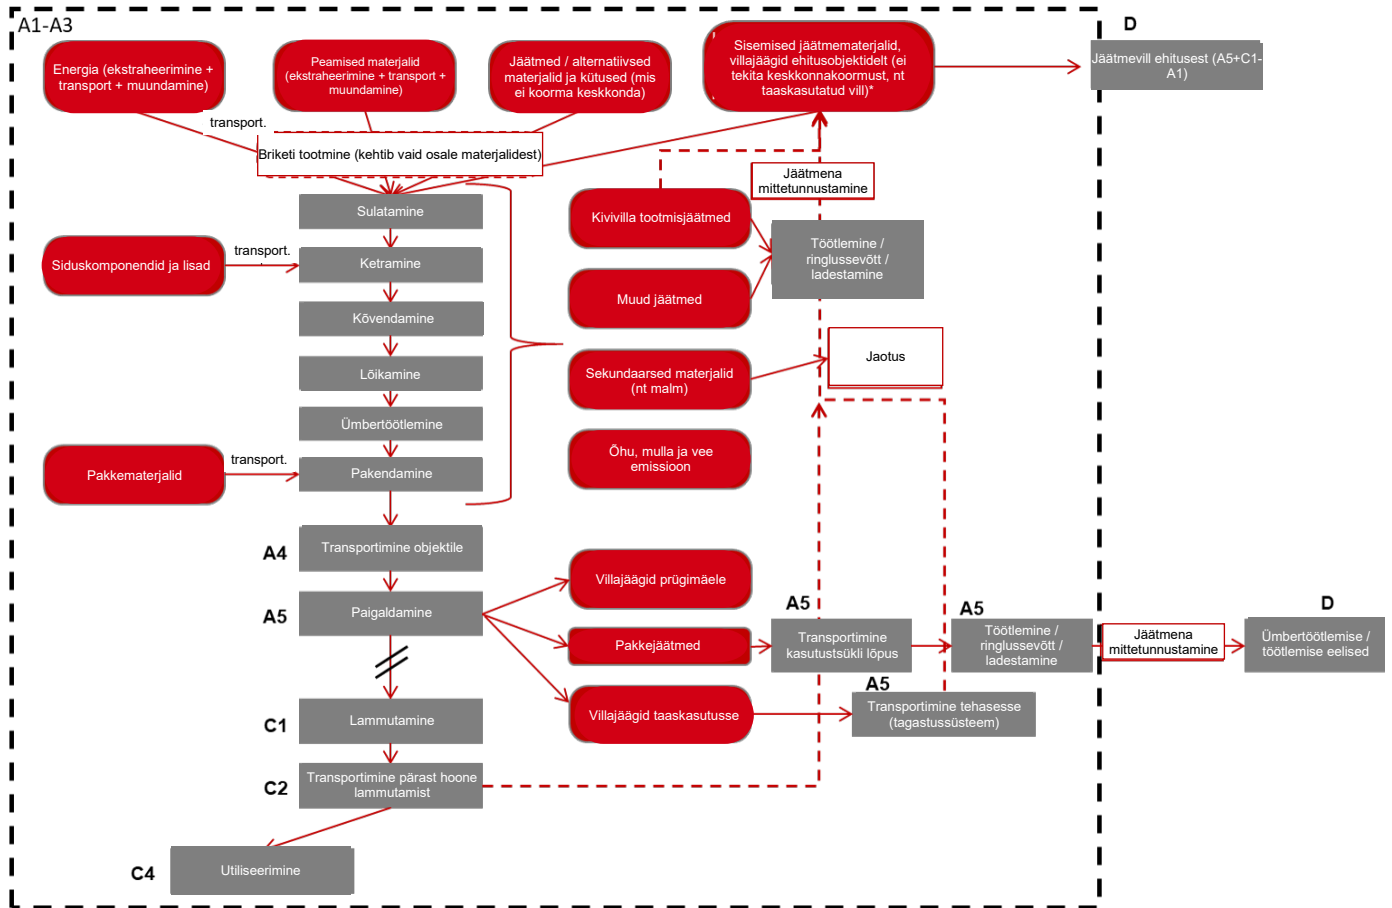 A1-A3
Energia (ekstraheerimine +
transport + muundamine)
Peamised materjalid
(ekstraheerimine + transport +
muundamine)
Jäätmed / alternatiivsed
materjalid ja kütused (mis
ei koorma keskkonda)
Sisemised jäätmematerjalid,
villajäägid ehitusobjektidelt (ei
tekita keskkonnakoormust, nt
taaskasutatud vill)*
D
Jäätmevill ehitusest (A5+C1-
A1)
transport.
Briketi tootmine (kehtib vaid osale materjalidest)
Jäätmena
mittetunnustamine
Sulatamine
Kivivilla tootmisjäätmed
Töötlemine /
ringlussevõtt /
ladestamine
Siduskomponendid ja lisad
transport.
Ketramine
Muud jäätmed
Kõvendamine
Jaotus
Lõikamine
Sekundaarsed materjalid
(nt malm)
Ümbertöötlemine
Õhu, mulla ja vee
emissioon
Pakkematerjalid
transport.
Pakendamine
A4
Transportimine objektile
Villajäägid prügimäele
A5
Paigaldamine
A5
A5
D
Pakkejäätmed
Transportimine
kasutustsükli lõpus
Töötlemine /
ringlussevõtt /
ladestamine
Jäätmena
mittetunnustamine
Ümbertöötlemise /
töötlemise eelised
A5
C1
Lammutamine
Villajäägid taaskasutusse
Transportimine tehasesse
(tagastussüsteem)
C2
Transportimine pärast hoone
lammutamist
C4
Utiliseerimine